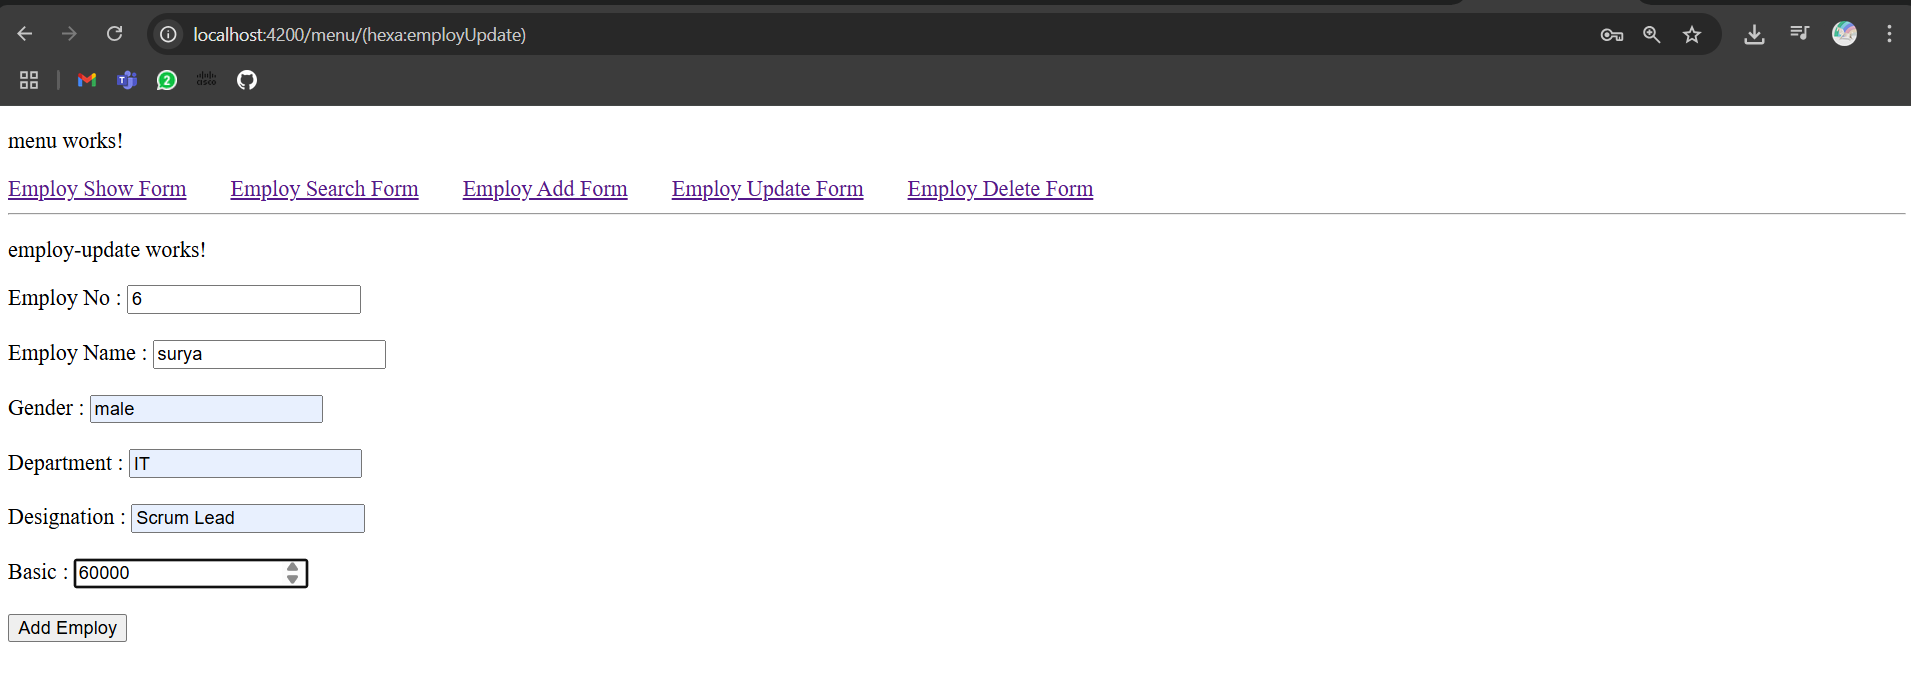 localhost:4200/menu/(hexa:employUpdate)
2
cisco
menu works!
Employ Show Form Employ Search Form Employ Add Form Employ Update Form Employ Delete Form
employ-update works!
Employ No : 6
Employ Name : surya
Gender : male
Department : IT
Designation : Scrum Lead
Basic : 60000
Add Employ